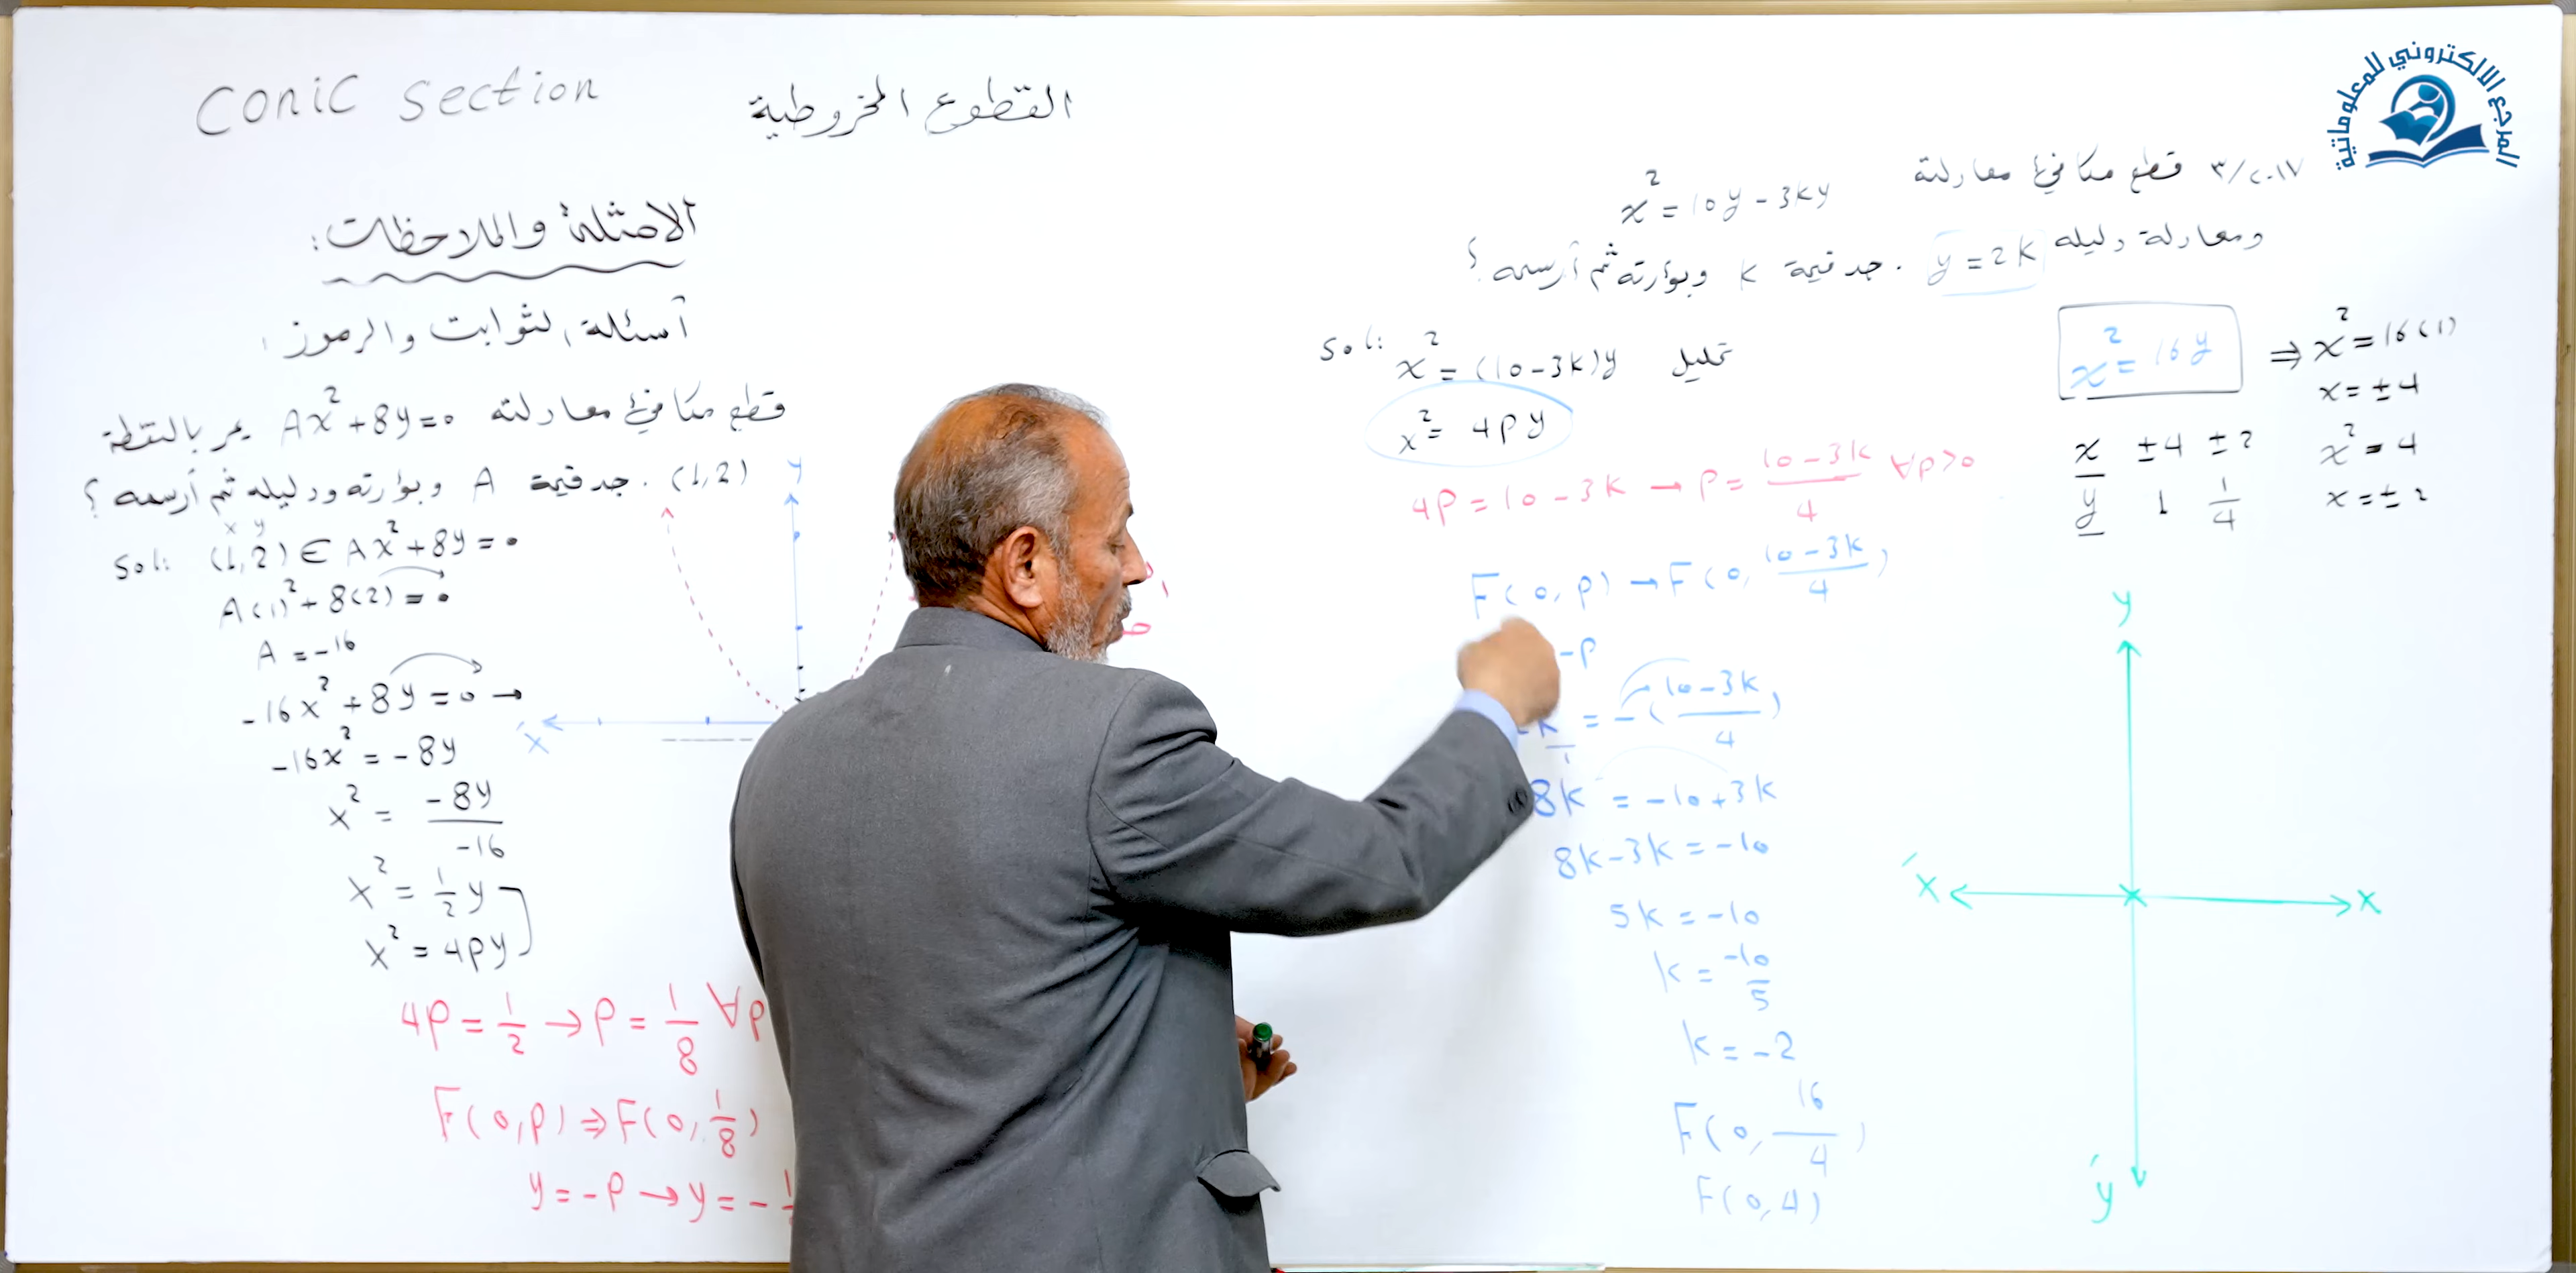 conic section
القطوع المخروطية
الامثلة والملاحظات:
أسئلة الثوابت والرموز:
قطع مكافئ معادلته Ax²+8y=0 يمر بالنقطة
(1,2). جد قيمة A وبؤرته ودليله ثم أرسمه ؟
x y
Sol: (1,2) ∈ Ax²+8y=0
A(1)²+8(2)=0
A=-16
-16x²+8y=0 →
-16x²=-8y
x² = -8y/-16
x² = 1/2 y
x² = 4py
4P = 1/2 → P = 1/8 ∀P
F(0,P) ⇒ F(0, 1/8)
y=-P → y=-
y
x́
المرجع الالكتروني للمعلوماتية
٣/٢٠١٧ قطع مكافئ معادلته x²=10y-3ky
ومعادلة دليله y=2k . جد قيمة k وبؤرته ثم أرسمه ؟
Sol: x²=(10-3k)y تحليل
x²= 4Py
4P=10-3k → P= 10-3k/4 ∀P>0
F(0,P) → F(0, 10-3k/4)
-P
= -(10-3k/4)
8k = -10+3k
8k-3k=-10
5k=-10
k= -10/5
k=-2
F(0, 16/4)
F(0,4)
x²=16y ⇒ x²=16(1)
x=±4
x²=4
x=±2
x ±4 ±2
y 1 1/4
y
x́ x
ý